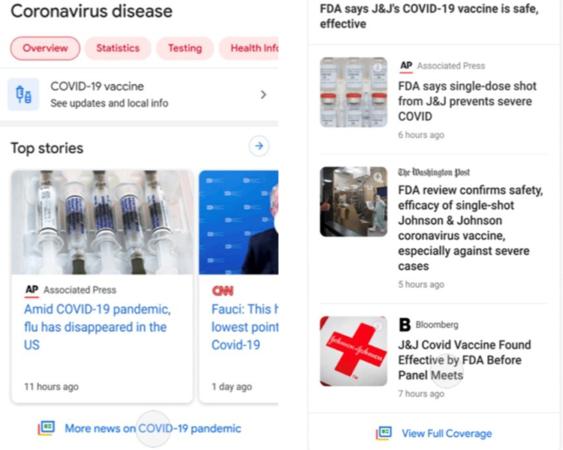 Coronavirus disease
Overview
Statistics
Testing
Health Info
COVID-19 vaccine
See updates and local info
Top stories
AP Associated Press
Amid COVID-19 pandemic,
flu has disappeared in the
US
11 hours ago
CNN
Fauci: This h
lowest point
Covid-19
1 day ago
More news on COVID-19 pandemic
FDA says J&J's COVID-19 vaccine is safe,
effective
AP Associated Press
FDA says single-dose shot
from J&J prevents severe
COVID
6 hours ago
The Washington Post
FDA review confirms safety,
efficacy of single-shot
Johnson & Johnson
coronavirus vaccine,
especially against severe
cases
5 hours ago
Johnson & Johnson
B Bloomberg
J&J Covid Vaccine Found
Effective by FDA Before
Panel Meets
7 hours ago
View Full Coverage